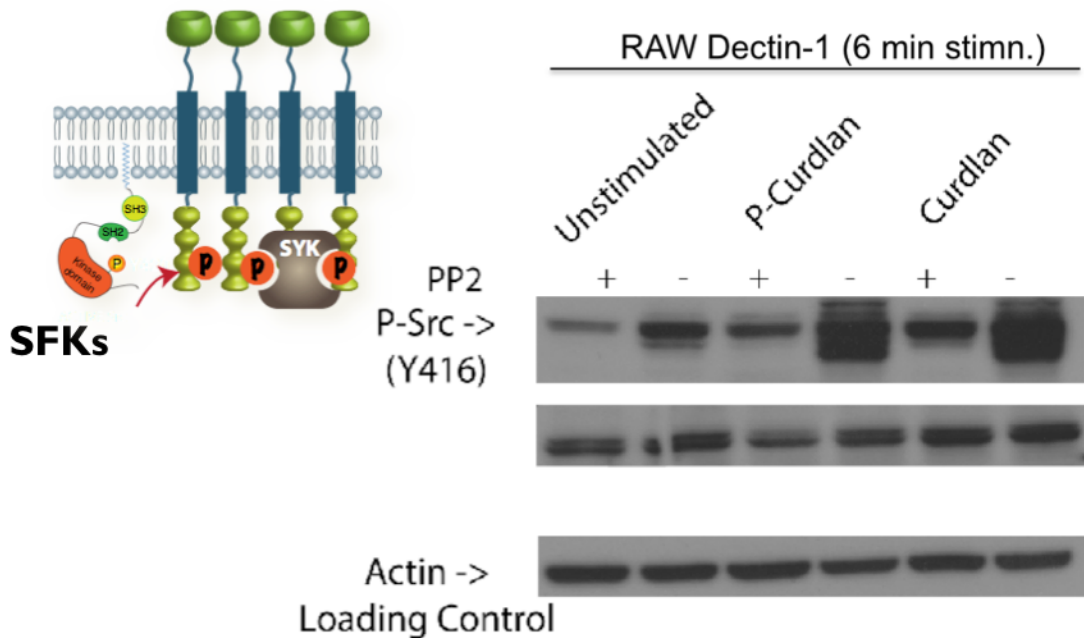 RAW Dectin-1 (6 min stimn.)
Unstimulated
P-Curdlan
Curdlan
PP2 + - + - + -
P-Src ->
(Y416)
Actin ->
Loading Control
SH3
SH2
P
Kinase
domain
SYK
P
P
P
SFKs